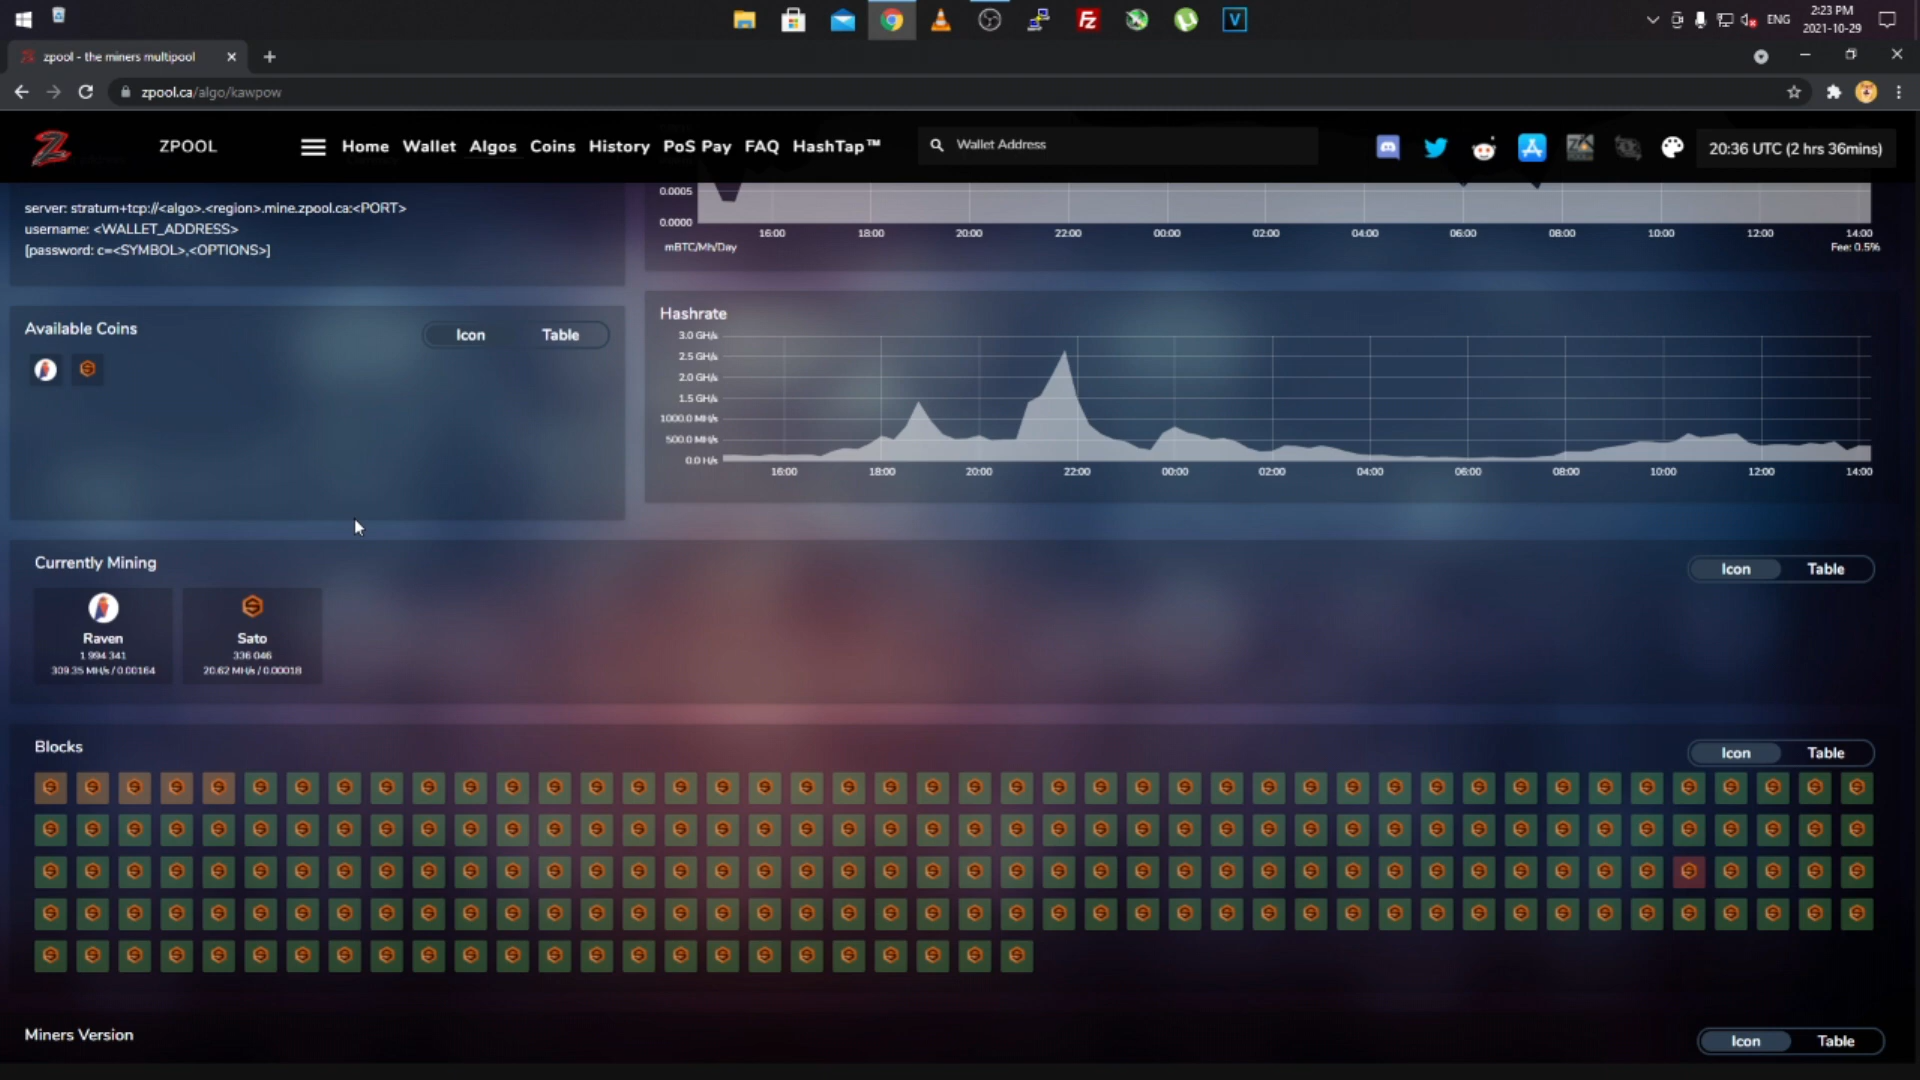 ENG
2:23 PM
2021-10-29
zpool - the miners multipool
zpool.ca/algo/kawpow
ZPOOL
Home Wallet Algos Coins History PoS Pay FAQ HashTap™
Wallet Address
20:36 UTC (2 hrs 36mins)
server: stratum+tcp://<algo>.<region>.mine.zpool.ca:<PORT>
username: <WALLET_ADDRESS>
[password: c=<SYMBOL>,<OPTIONS>]
0.0005
0.0000
16:00 18:00 20:00 22:00 00:00 02:00 04:00 06:00 08:00 10:00 12:00 14:00
mBTC/Mh/Day
Fee: 0.5%
Available Coins
Icon Table
Hashrate
3.0 GH/s
2.5 GH/s
2.0 GH/s
1.5 GH/s
1000.0 MH/s
500.0 MH/s
0.0 H/s
16:00 18:00 20:00 22:00 00:00 02:00 04:00 06:00 08:00 10:00 12:00 14:00
Currently Mining
Icon Table
Raven
1 994 341
309.35 MH/s / 0.00164
Sato
336 046
20.62 MH/s / 0.00018
Blocks
Icon Table
Miners Version
Icon Table